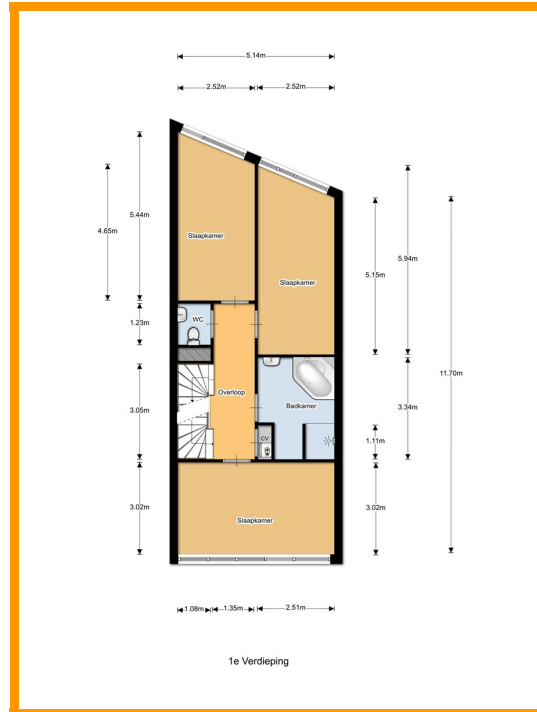 5.14m
2.52m
2.52m
5.44m
4.65m
Slaapkamer
5.94m
5.15m
Slaapkamer
1.23m
WC
11.70m
Overloop
3.05m
Badkamer
3.34m
CV
1.11m
3.02m
Slaapkamer
3.02m
1.08m
1.35m
2.51m
1e Verdieping